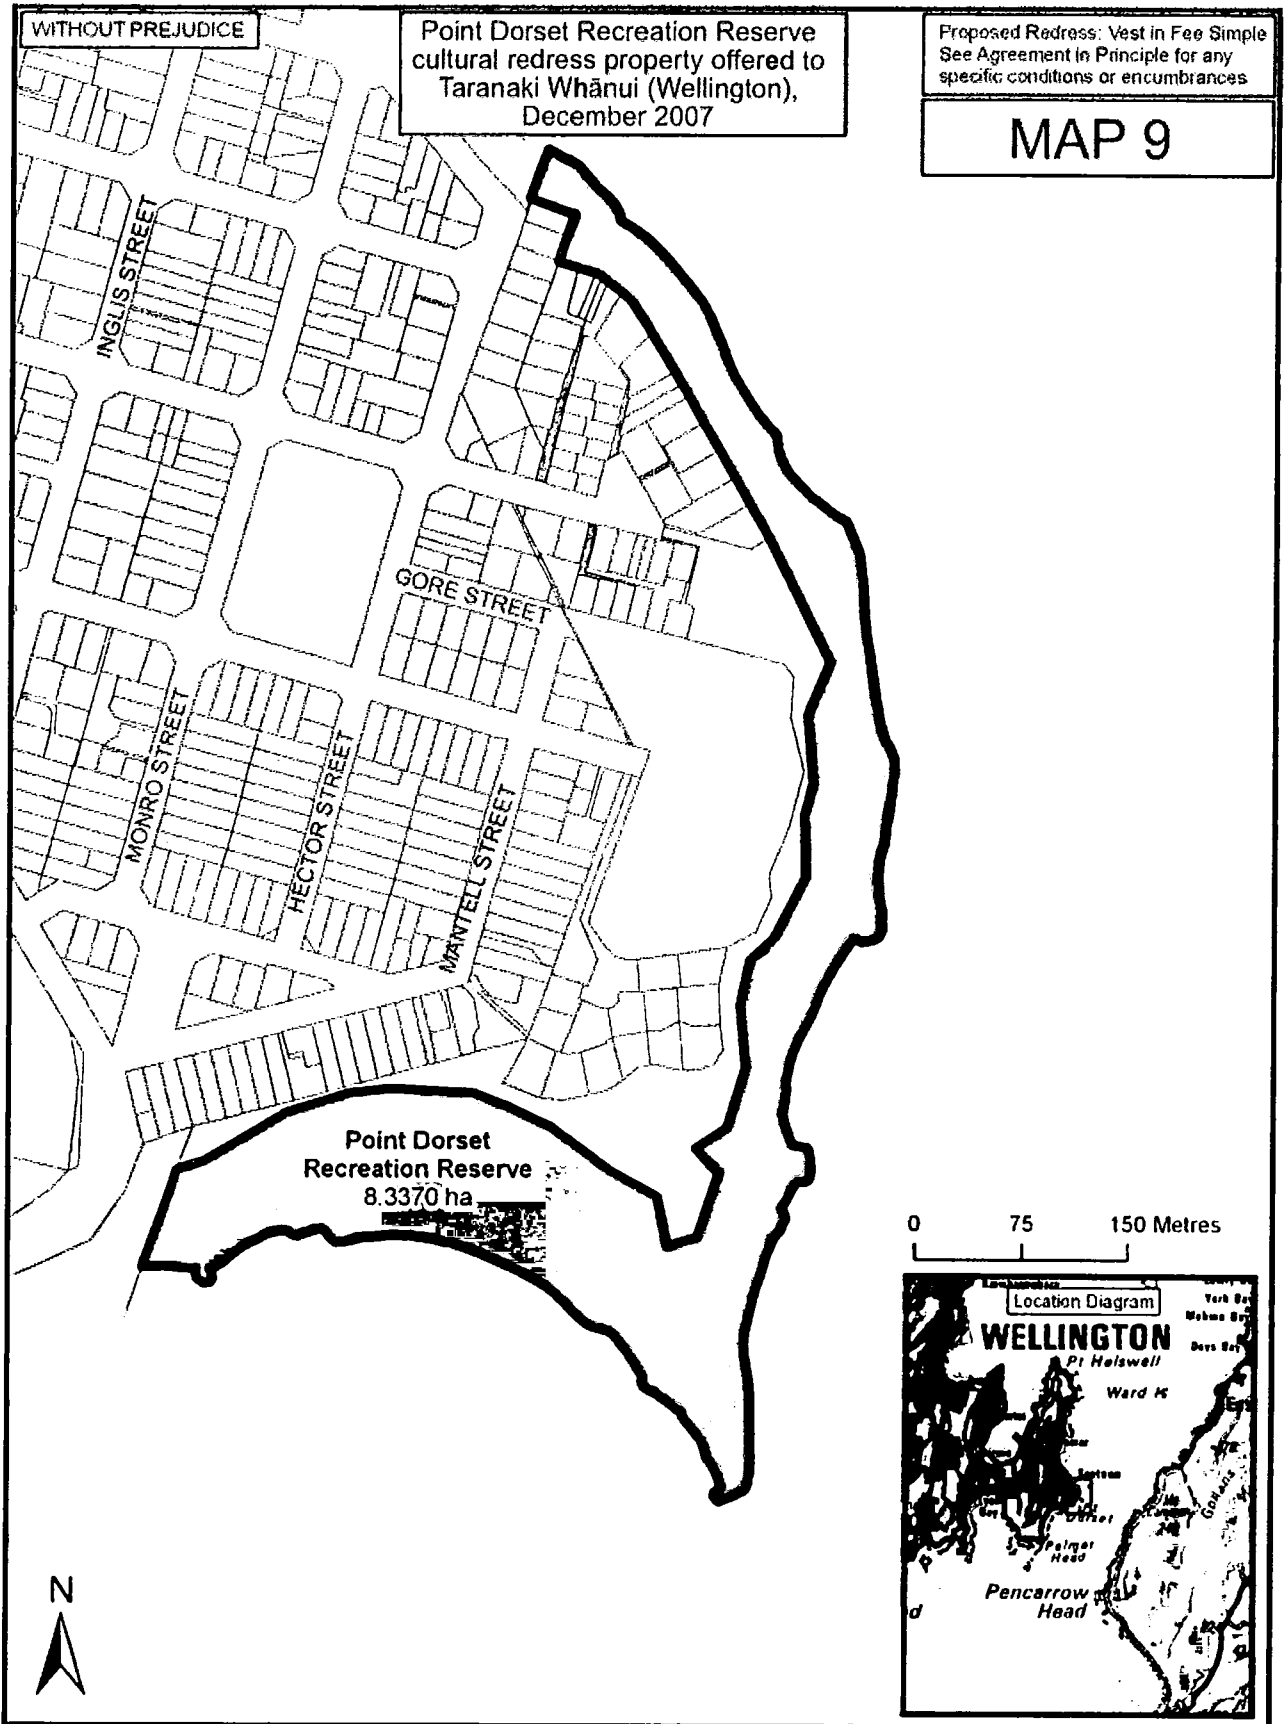 WITHOUT PREJUDICE
Point Dorset Recreation Reserve
cultural redress property offered to
Taranaki Whānui (Wellington),
December 2007
Proposed Redress: Vest in Fee Simple
See Agreement in Principle for any
specific conditions or encumbrances
MAP 9
INGLIS STREET
GORE STREET
MONRO STREET
HECTOR STREET
MANTELL STREET
Point Dorset
Recreation Reserve
8.3370 ha
0 75 150 Metres
Location Diagram
WELLINGTON
Pt Halswell
Ward Is
Palmer
Head
Pencarrow
Head
N